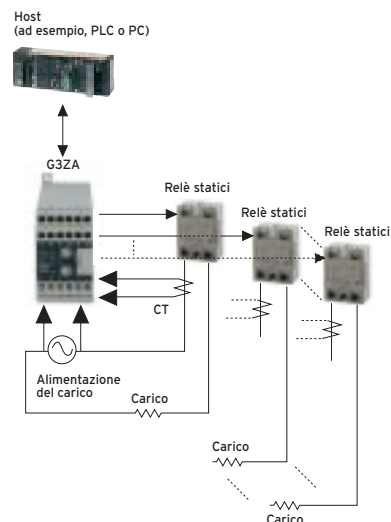 Host
(ad esempio, PLC o PC)
G3ZA
Relè statici
Relè statici
Relè statici
CT
Alimentazione
del carico
Carico
Carico
Carico